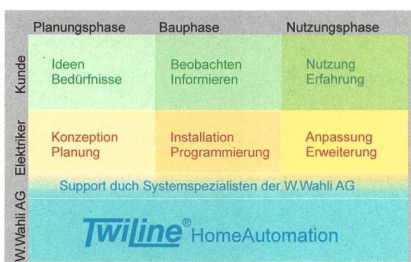 Planungsphase Bauphase Nutzungsphase
Kunde
Ideen Beobachten Nutzung
Bedürfnisse Informieren Erfahrung
Elektriker
Konzeption Installation Anpassung
Planung Programmierung Erweiterung
W.Wahli AG
Support duch Systemspezialisten der W.Wahli AG
Twiline® HomeAutomation